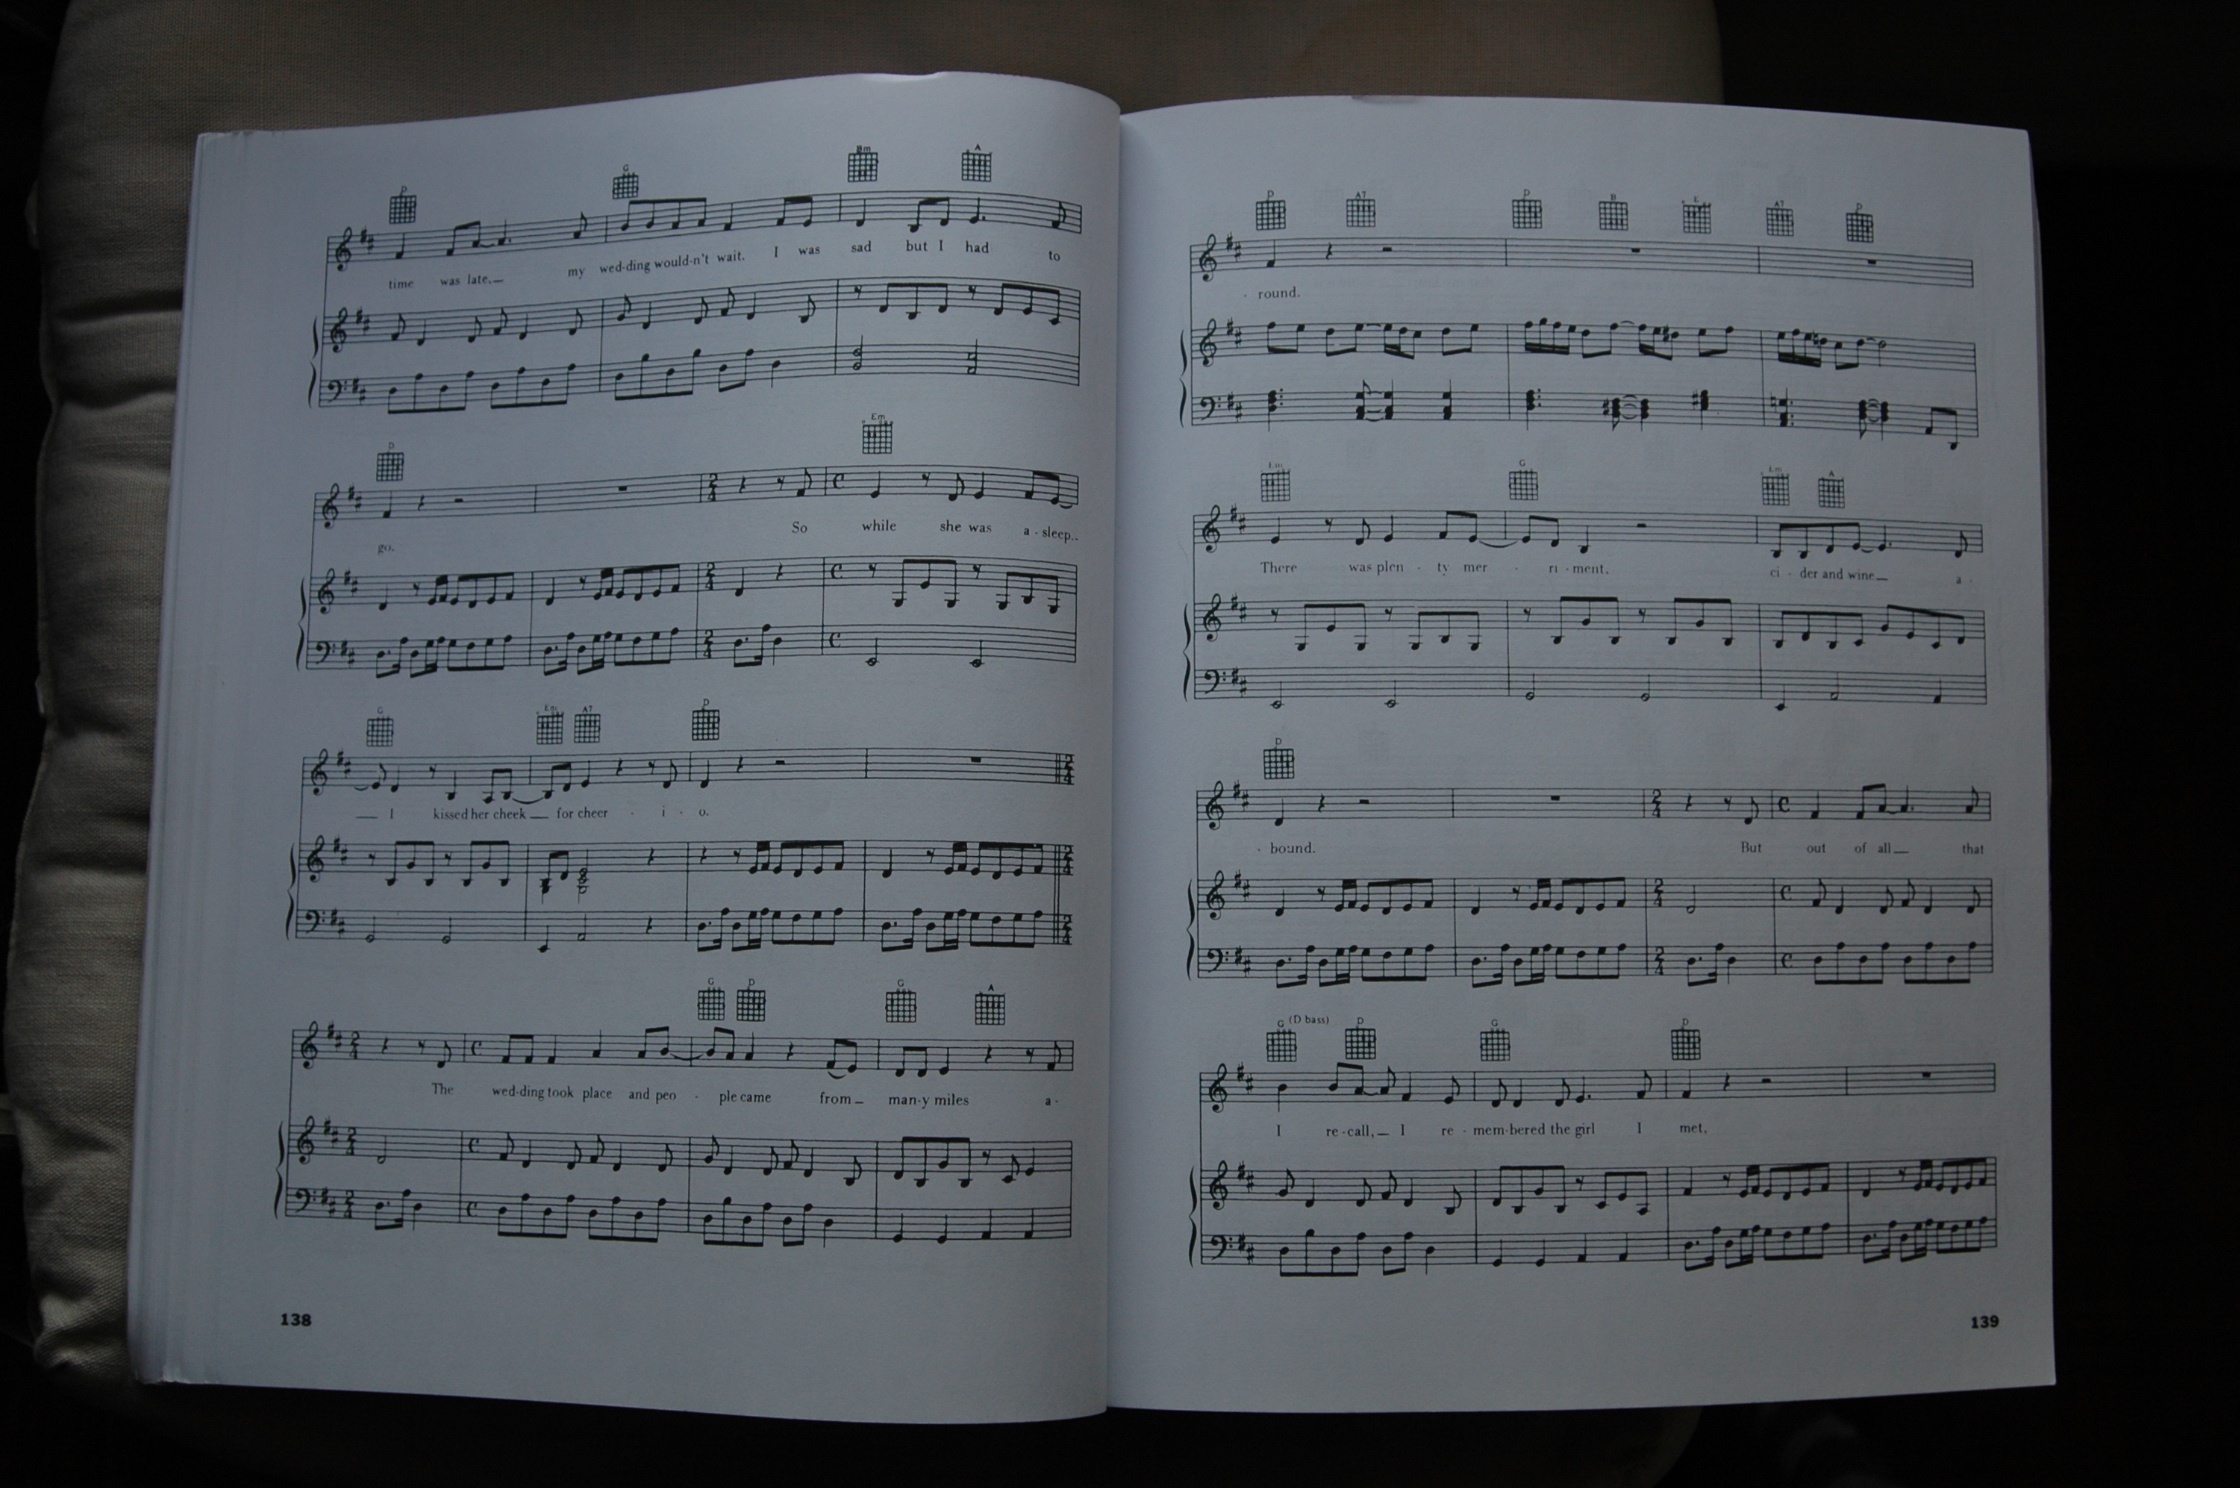 D G Bm A
time was late,— my wed-ding would-n't wait. I was sad but I had to
D Em
go. So while she was a-sleep..
G Em A7 D
— I kissed her cheek — for cheer - i - o.
G D G A
The wed-ding took place and peo - ple came from— man-y miles a-
138
D A7 D B E A7 D
- round.
Em G Em A
There was plen - ty mer - ri - ment, ci - der and wine— a-
D
- bound. But out of all— that
G (D bass) D G D
I re-call,— I re - mem-bered the girl I met.
139